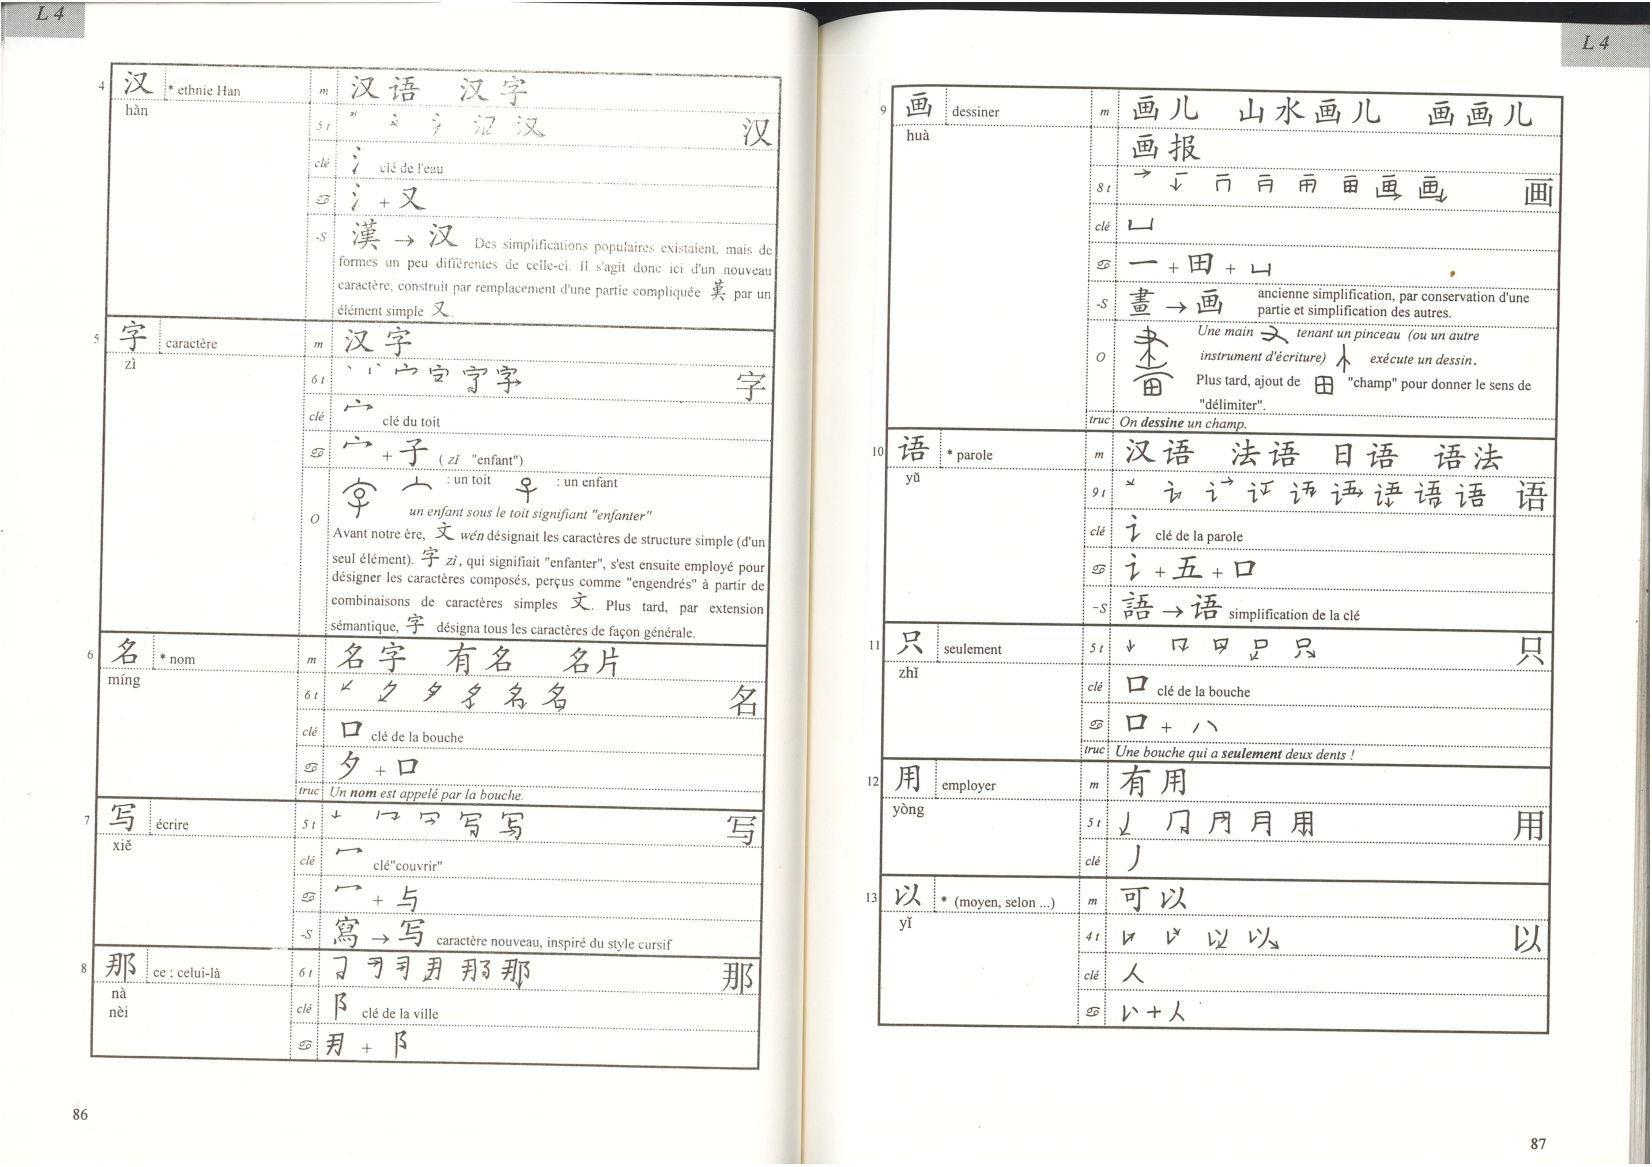 L 4
4 汉 * ethnie Han m 汉语 汉字
hàn
5 t 汉
clé 氵 clé de l'eau
氵 + 又
-S 漢 → 汉 Des simplifications populaires existaient, mais de
formes un peu différentes de celle-ci. Il s'agit donc ici d'un nouveau
caractère, construit par remplacement d'une partie compliquée 𦰩 par un
élément simple 又.
5 字 caractère m 汉字
zì
6 t 字
clé 宀 clé du toit
宀 + 子 ( zǐ "enfant")
: un toit : un enfant
O un enfant sous le toit signifiant "enfanter"
Avant notre ère, 文 wén désignait les caractères de structure simple (d'un
seul élément). 字 zì, qui signifiait "enfanter", s'est ensuite employé pour
désigner les caractères composés, perçus comme "engendrés" à partir de
combinaisons de caractères simples 文. Plus tard, par extension
sémantique, 字 désigna tous les caractères de façon générale.
6 名 * nom m 名字 有名 名片
míng
6 t 名
clé 口 clé de la bouche
夕 + 口
truc Un nom est appelé par la bouche.
7 写 écrire 5 t 写
xiě
clé 冖 clé"couvrir"
冖 + 与
-S 寫 → 写 caractère nouveau, inspiré du style cursif
8 那 ce ; celui-là 6 t 那
nà
nèi
clé 阝 clé de la ville
+ 阝
86
L 4
9 画 dessiner m 画儿 山水画儿 画画儿
huà
画报
8 t 画
clé 凵
一 + 田 + 凵
-S 畫 → 画 ancienne simplification, par conservation d'une
partie et simplification des autres.
Une main tenant un pinceau (ou un autre
O instrument d'écriture) exécute un dessin.
Plus tard, ajout de 田 "champ" pour donner le sens de
"délimiter".
truc On dessine un champ.
10 语 * parole m 汉语 法语 日语 语法
yǔ
9 t 语
clé 讠 clé de la parole
讠 + 五 + 口
-S 語 → 语 simplification de la clé
11 只 seulement 5 t 只
zhǐ
clé 口 clé de la bouche
口 + 八
truc Une bouche qui a seulement deux dents !
12 用 employer m 有用
yòng
5 t 用
clé 丿
13 以 * (moyen, selon ...) m 可以
yǐ
4 t 以
clé 人
+ 人
87